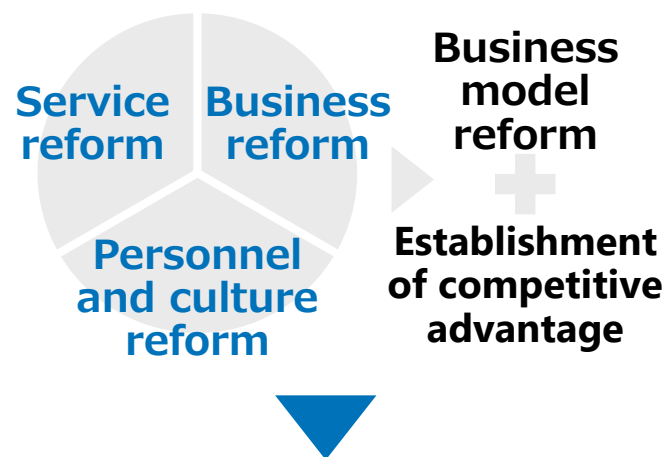 Service
reform
Business
reform
Personnel
and culture
reform
Business
model
reform
Establishment
of competitive
advantage